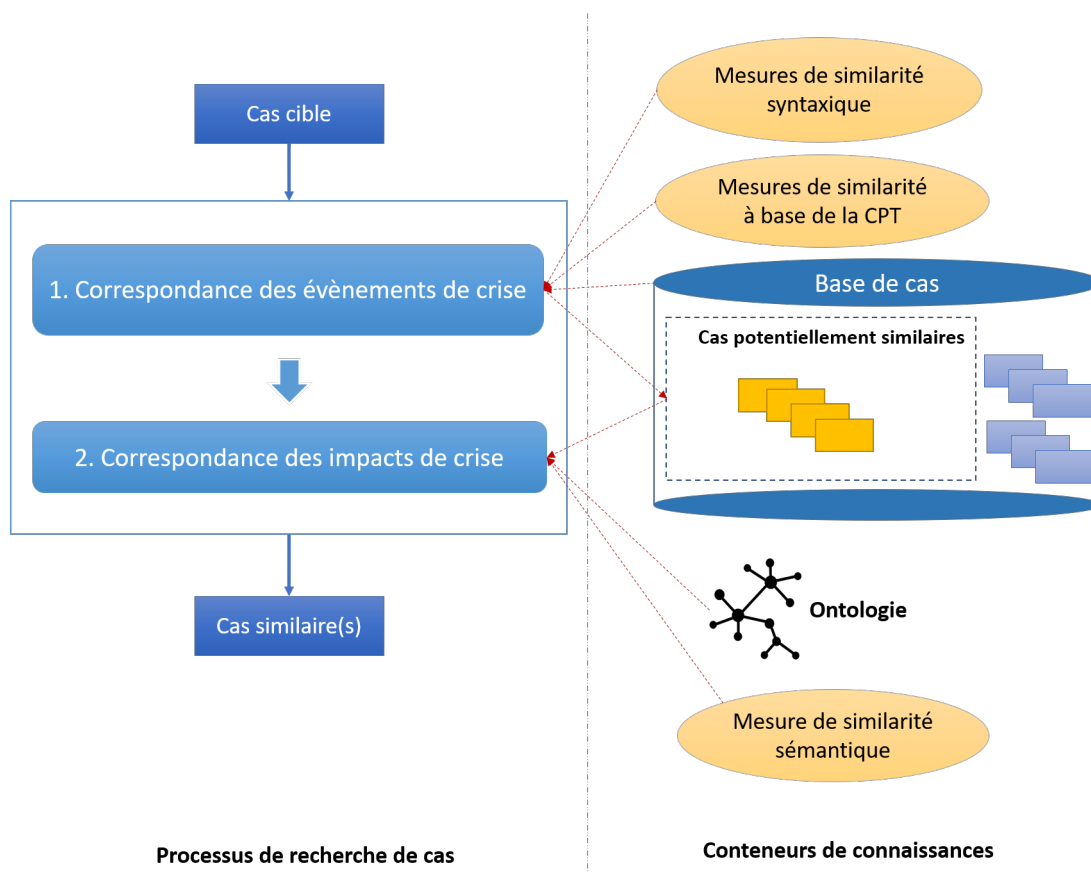 Cas cible
1. Correspondance des évènements de crise
2. Correspondance des impacts de crise
Cas similaire(s)
Processus de recherche de cas
Mesures de similarité
syntaxique
Mesures de similarité
à base de la CPT
Base de cas
Cas potentiellement similaires
Ontologie
Mesure de similarité
sémantique
Conteneurs de connaissances